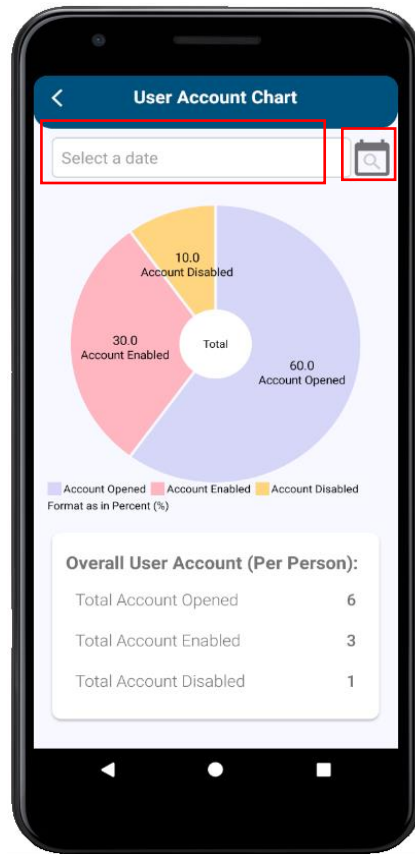 User Account Chart
Select a date
10.0
Account Disabled
30.0
Account Enabled
Total
60.0
Account Opened
Account Opened Account Enabled Account Disabled
Format as in Percent (%)
Overall User Account (Per Person):
Total Account Opened 6
Total Account Enabled 3
Total Account Disabled 1